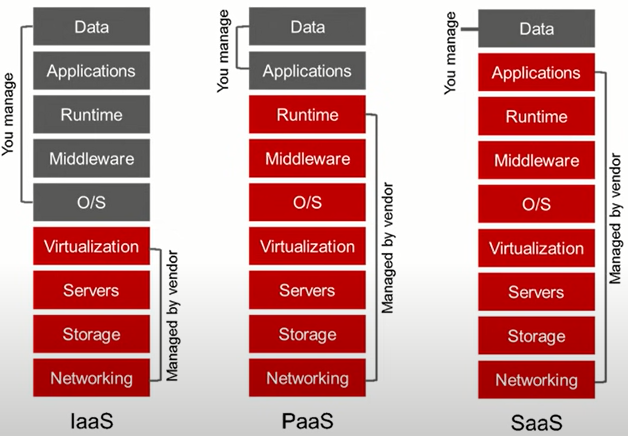 You manage
Data
Applications
Runtime
Middleware
O/S
Virtualization
Servers
Storage
Networking
Managed by vendor
IaaS
You manage
Data
Applications
Runtime
Middleware
O/S
Virtualization
Servers
Storage
Networking
Managed by vendor
PaaS
You manage
Data
Applications
Runtime
Middleware
O/S
Virtualization
Servers
Storage
Networking
Managed by vendor
SaaS